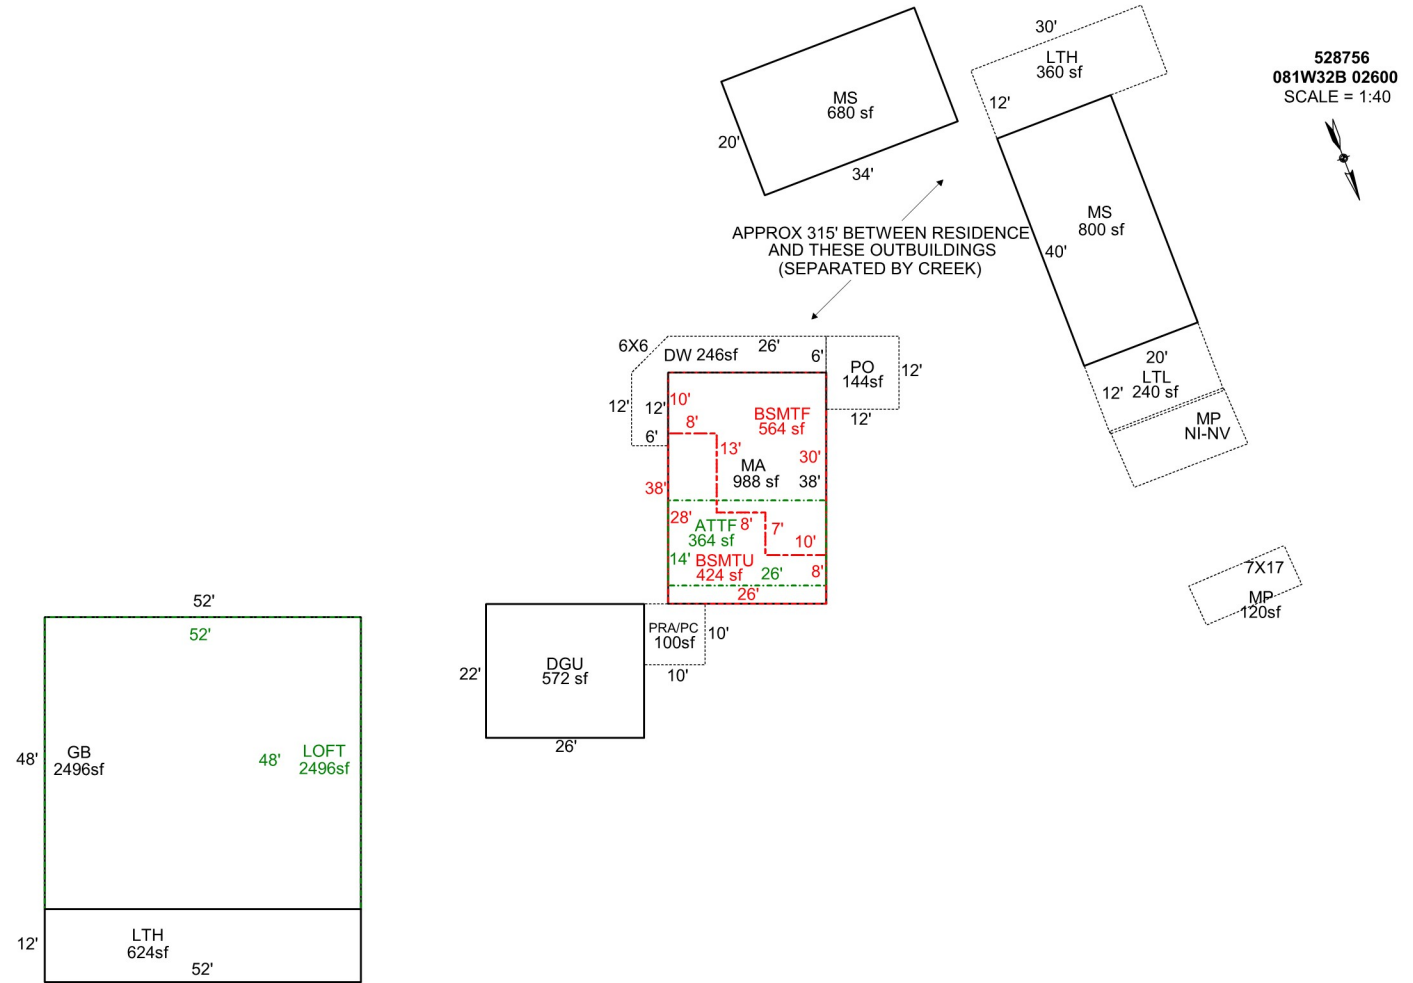 528756
081W32B 02600
SCALE = 1:40
30'
LTH
360 sf
12'
MS
680 sf
20'
34'
MS
800 sf
40'
APPROX 315' BETWEEN RESIDENCE
AND THESE OUTBUILDINGS
(SEPARATED BY CREEK)
20'
LTL
240 sf
12'
MP
NI-NV
6X6
DW 246sf
26'
6'
PO
144sf
12'
12'
12'
12'
6'
10'
8'
BSMTF
564 sf
13'
30'
MA
988 sf
38'
38'
28'
ATTF
364 sf
8'
7'
10'
14'
BSMTU
424 sf
26'
8'
26'
7X17
MP
120sf
PRA/PC
100sf
10'
10'
DGU
572 sf
22'
26'
52'
52'
48'
GB
2496sf
48'
LOFT
2496sf
12'
LTH
624sf
52'